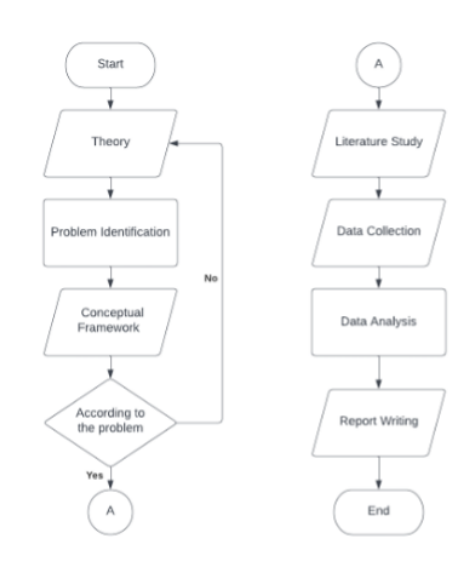 Start
Theory
Problem Identification
Conceptual
Framework
No
According to
the problem
Yes
A
A
Literature Study
Data Collection
Data Analysis
Report Writing
End